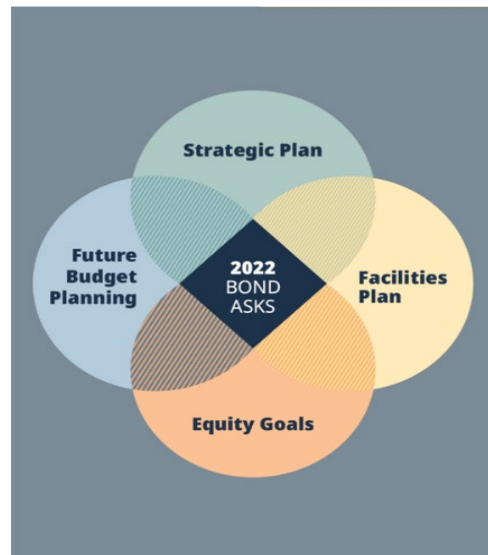 Strategic Plan
Future
Budget
Planning
2022
BOND
ASKS
Facilities
Plan
Equity Goals